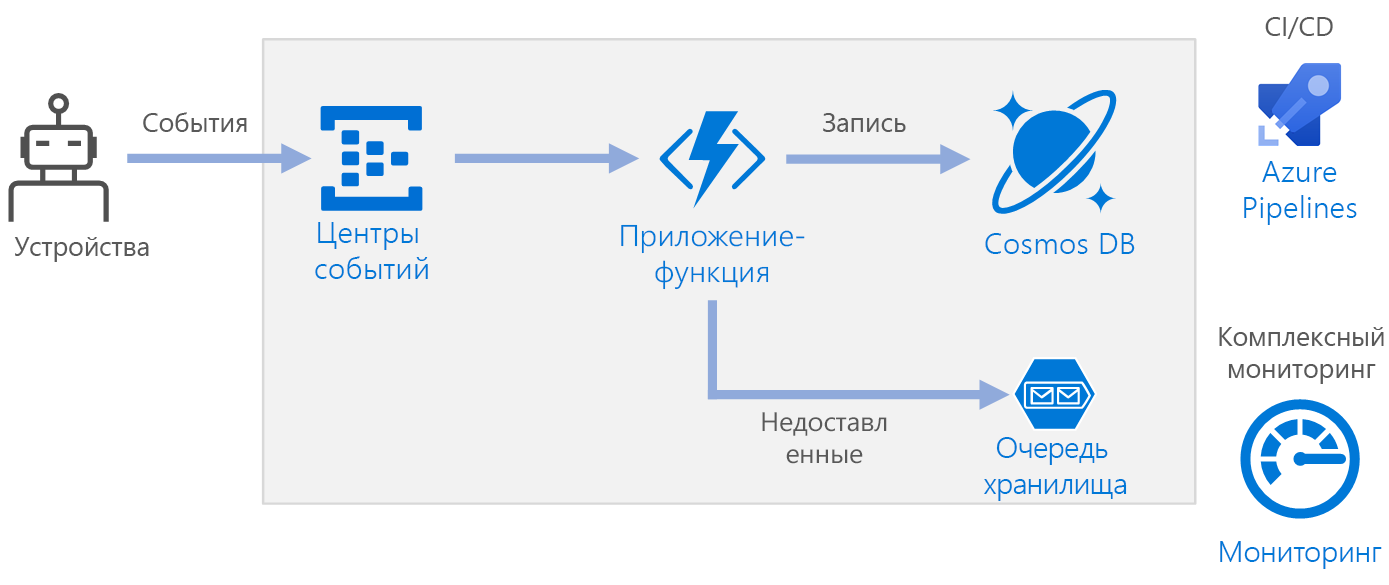 CI/CD
События
Запись
Устройства
Центры
событий
Приложение-
функция
Cosmos DB
Azure
Pipelines
Недоставл
енные
Очередь
хранилища
Комплексный
мониторинг
Мониторинг